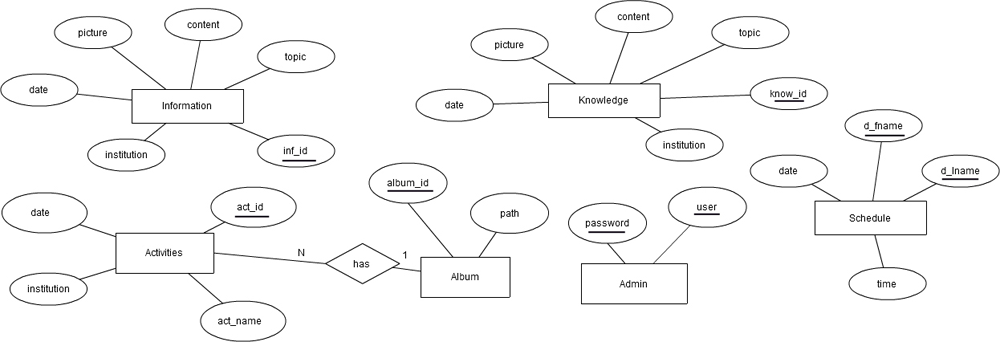 content
picture
topic
date
Information
institution
inf_id
content
picture
topic
date
Knowledge
know_id
institution
d_fname
date
d_lname
Schedule
time
date
act_id
Activities
institution
act_name
N
has
1
album_id
path
Album
password
user
Admin